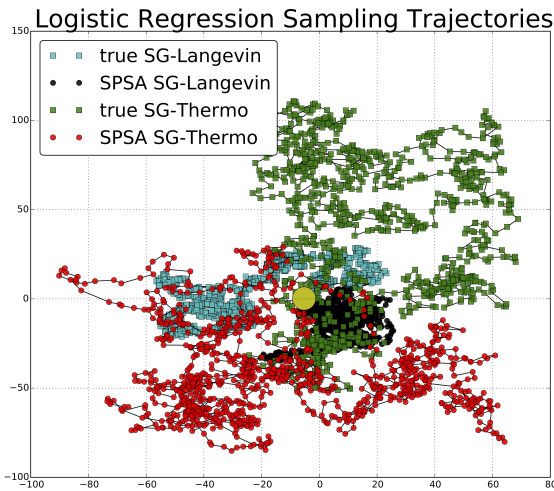 Logistic Regression Sampling Trajectories
true SG-Langevin
SPSA SG-Langevin
true SG-Thermo
SPSA SG-Thermo
150
100
50
0
−50
−100
−100 −80 −60 −40 −20 0 20 40 60 80